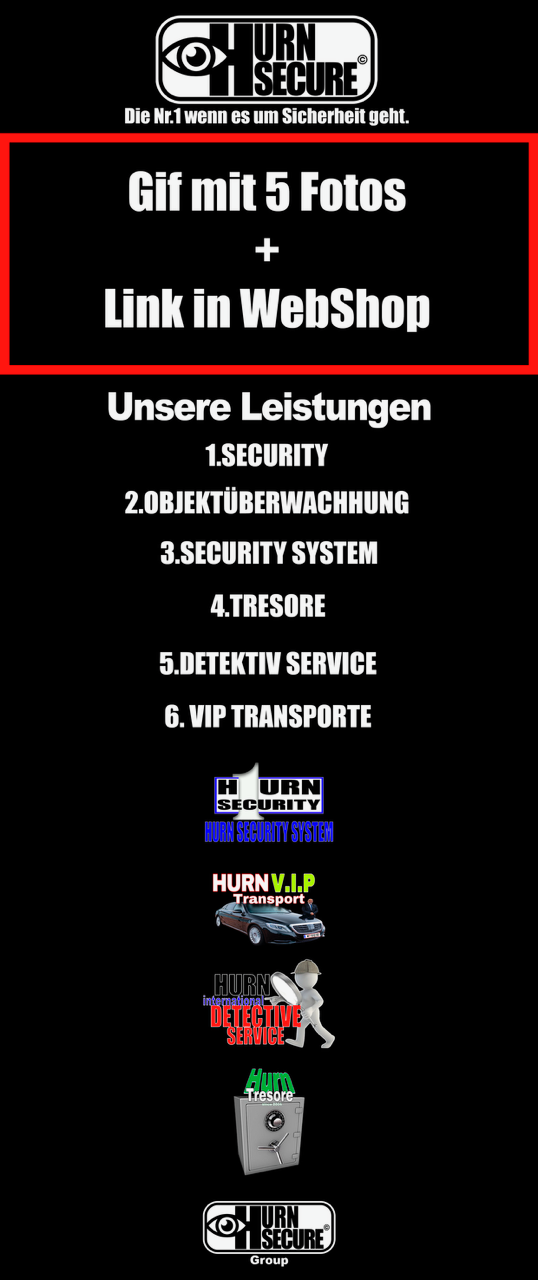 HURN
SECURE ©
Die Nr.1 wenn es um Sicherheit geht.
Gif mit 5 Fotos
+
Link in WebShop
Unsere Leistungen
1.SECURITY
2.OBJEKTÜBERWACHHUNG
3.SECURITY SYSTEM
4.TRESORE
5.DETEKTIV SERVICE
6. VIP TRANSPORTE
H1URN
SECURITY
HURN SECURITY SYSTEM
HURN V.I.P
Transport
HURN
international
DETECTIVE
SERVICE
Hurn
Tresore
HURN
SECURE ©
Group